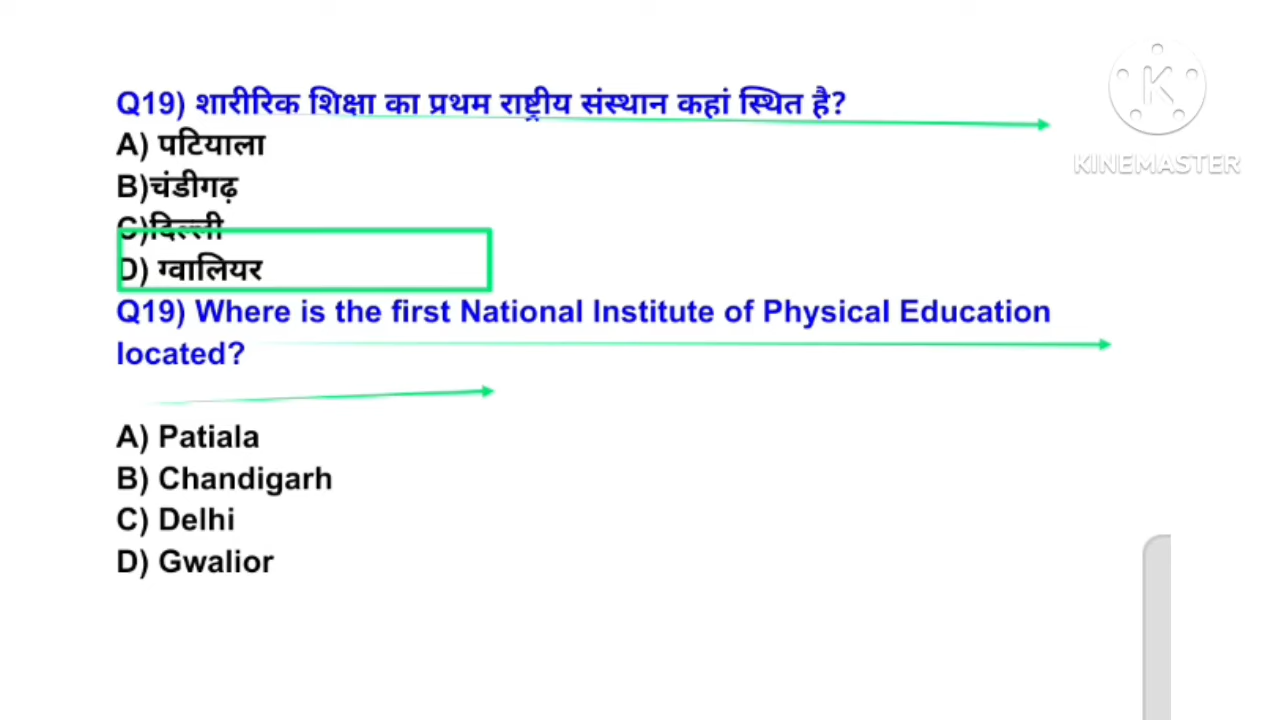 Q19) शारीरिक शिक्षा का प्रथम राष्ट्रीय संस्थान कहां स्थित है?
A) पटियाला
B)चंडीगढ़
C)दिल्ली
D) ग्वालियर
Q19) Where is the first National Institute of Physical Education
located?
A) Patiala
B) Chandigarh
C) Delhi
D) Gwalior
K
KINEMASTER